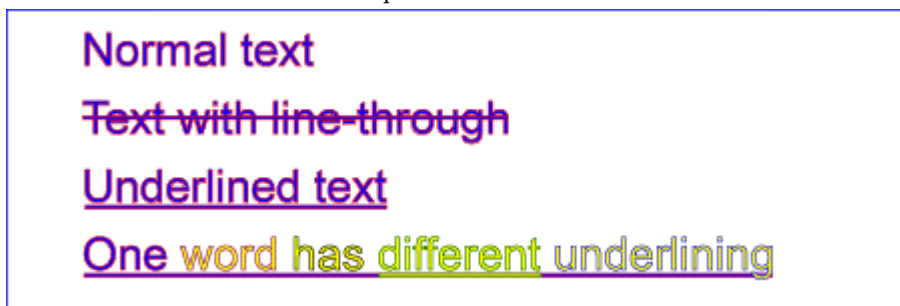 Normal text
Text with line-through
Underlined text
One word has different underlining